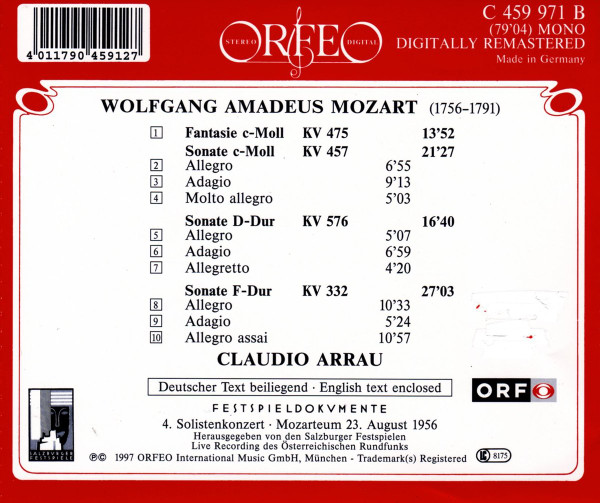 4 011790 459127
ORFEO
STEREO DIGITAL
C 459 971 B
(79'04) MONO
DIGITALLY REMASTERED
Made in Germany
WOLFGANG AMADEUS MOZART (1756–1791)
1 Fantasie c-Moll KV 475 13'52
Sonate c-Moll KV 457 21'27
2 Allegro 6'55
3 Adagio 9'13
4 Molto allegro 5'03
Sonate D-Dur KV 576 16'40
5 Allegro 5'07
6 Adagio 6'59
7 Allegretto 4'20
Sonate F-Dur KV 332 27'03
8 Allegro 10'33
9 Adagio 5'24
10 Allegro assai 10'57
CLAUDIO ARRAU
Deutscher Text beiliegend · English text enclosed
ORF
FESTSPIELDOKVMENTE
4. Solistenkonzert · Mozarteum 23. August 1956
Herausgegeben von den Salzburger Festspielen
Live Recording des Österreichischen Rundfunks
℗© 1997 ORFEO International Music GmbH, München - Trademark(s) Registered
SALZBURGER
FESTSPIELE
LC 8175